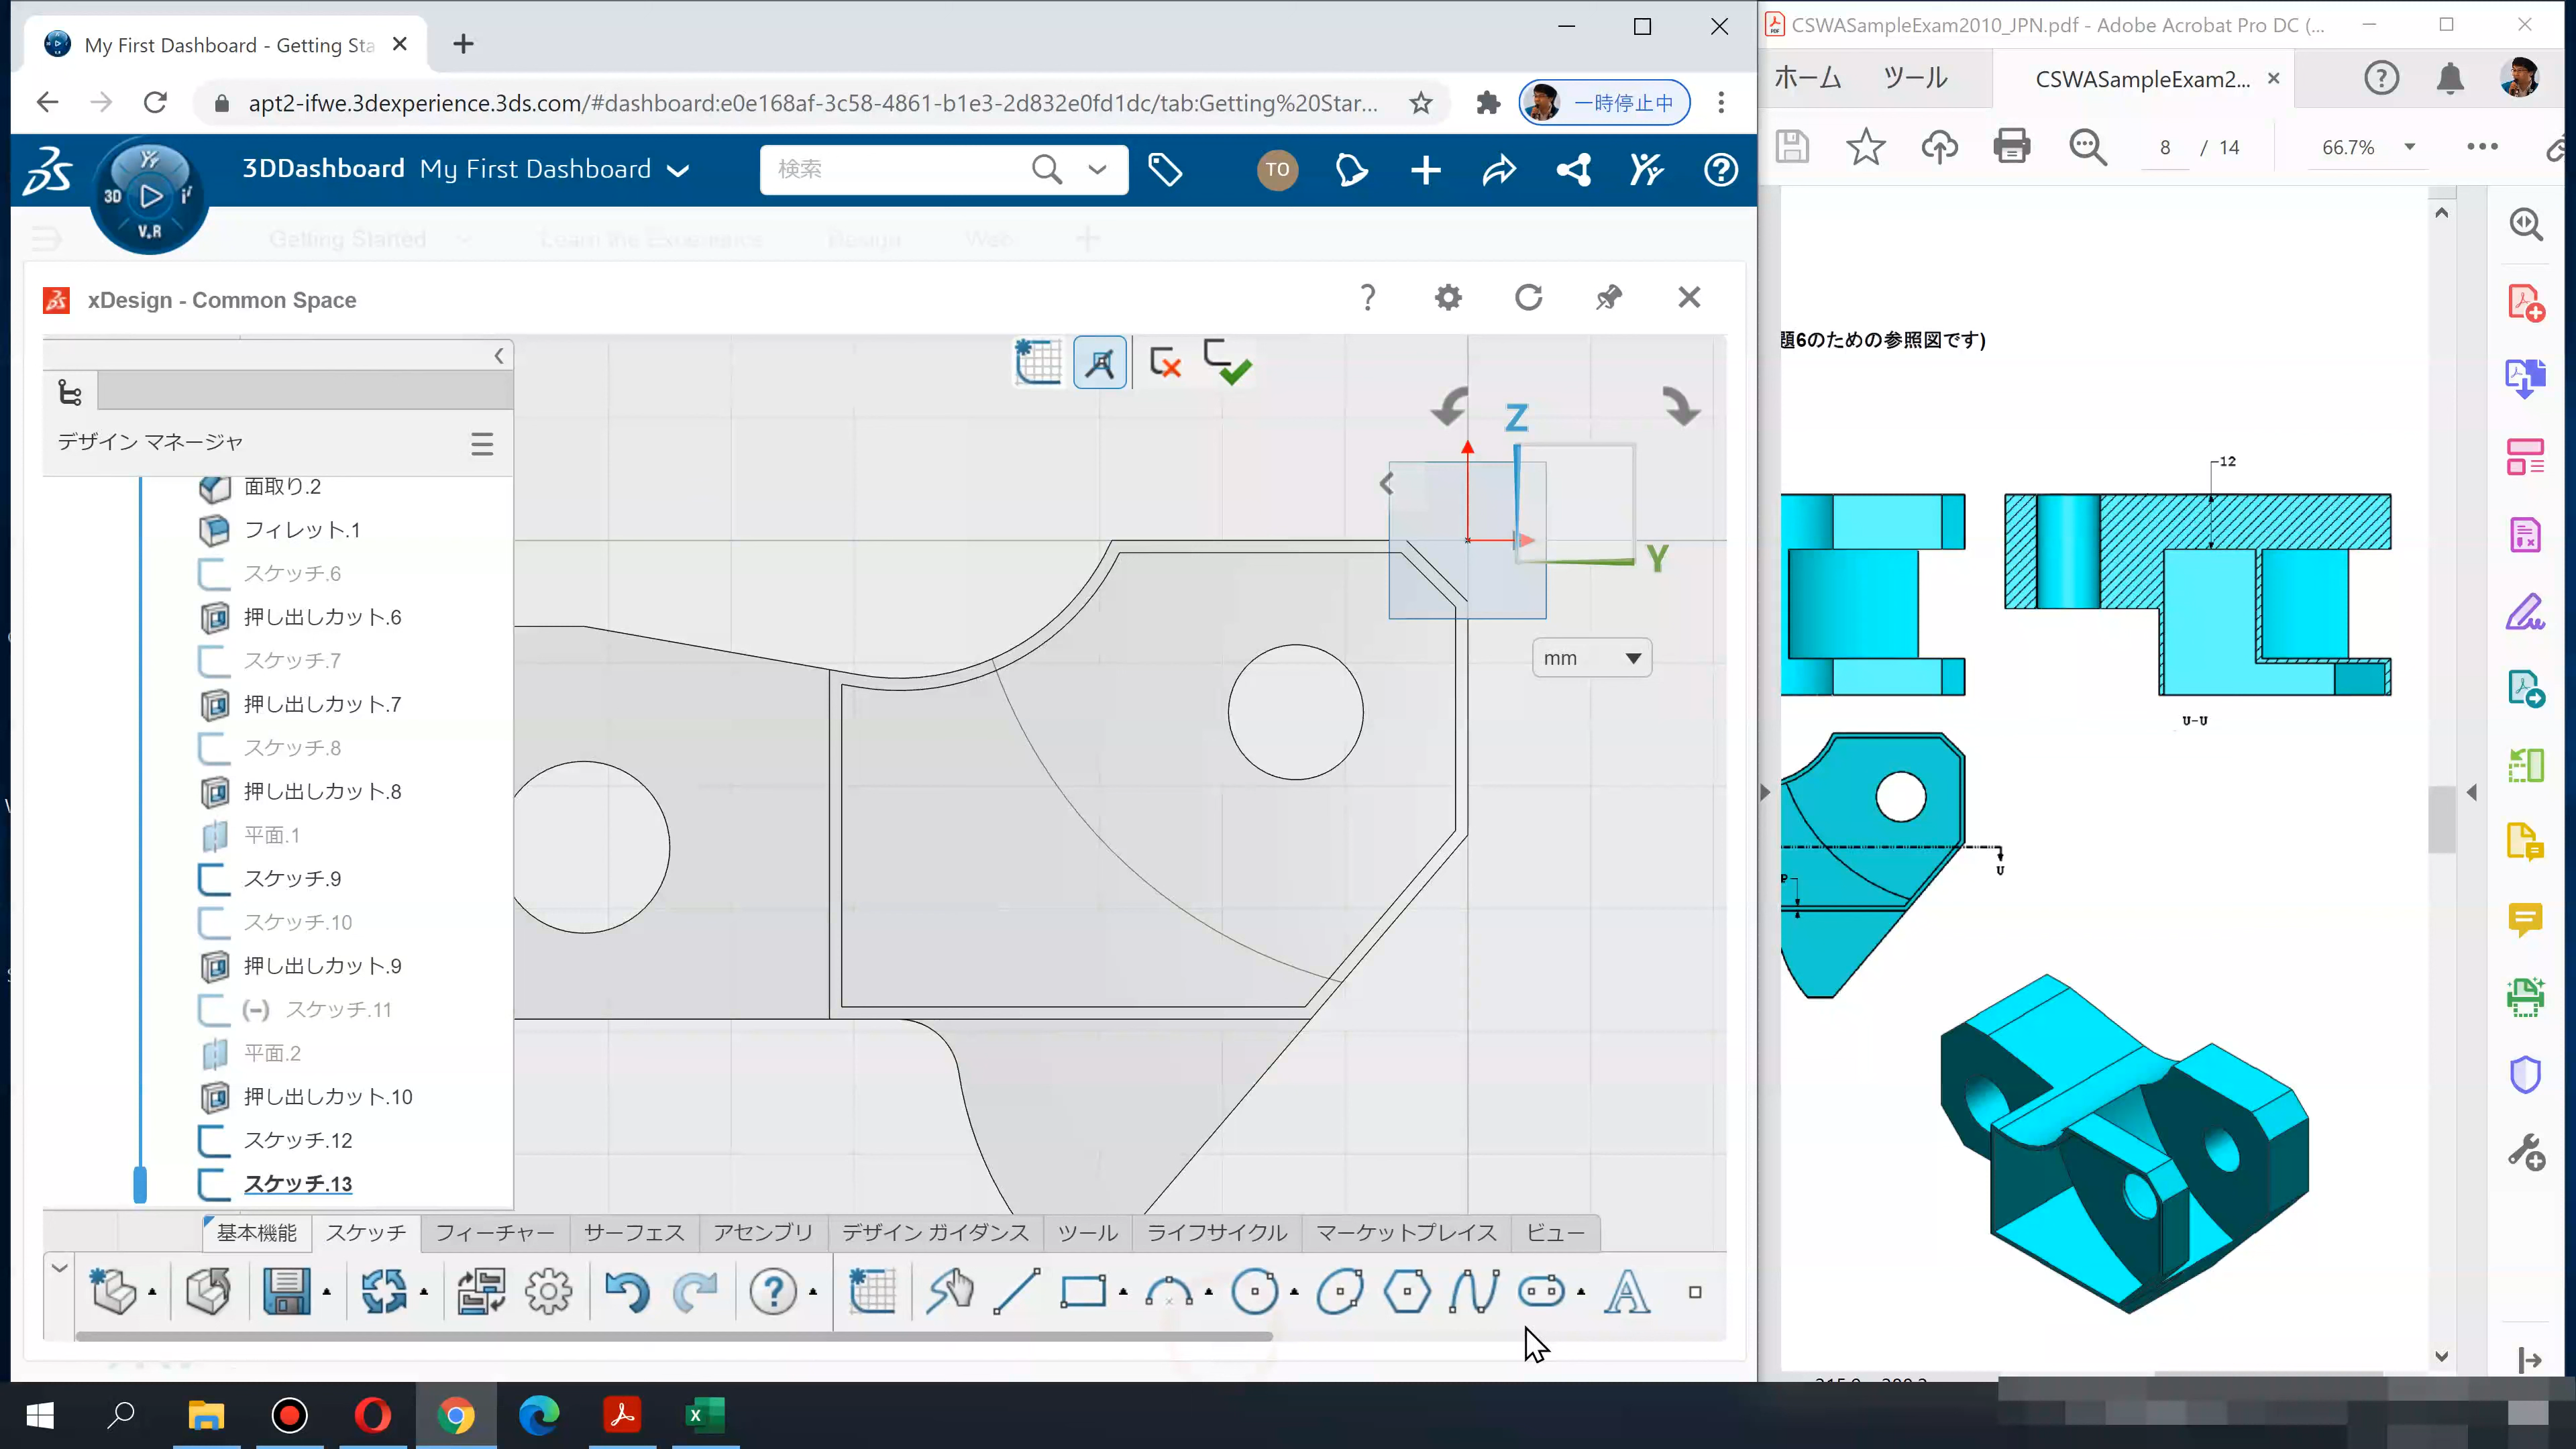 My First Dashboard - Getting Sta
apt2-ifwe.3dexperience.3ds.com/#dashboard:e0e168af-3c58-4861-b1e3-2d832e0fd1dc/tab:Getting%20Star...
一時停止中
3D
V.R
3DDashboard My First Dashboard
検索
TO
Getting Started
Learn the Experience
Design
Web
xDesign - Common Space
デザイン マネージャ
面取り.2
フィレット.1
スケッチ.6
押し出しカット.6
スケッチ.7
押し出しカット.7
スケッチ.8
押し出しカット.8
平面.1
スケッチ.9
スケッチ.10
押し出しカット.9
(-) スケッチ.11
平面.2
押し出しカット.10
スケッチ.12
スケッチ.13
Z
Y
mm
基本機能
スケッチ
フィーチャー
サーフェス
アセンブリ
デザイン ガイダンス
ツール
ライフサイクル
マーケットプレイス
ビュー
CSWASampleExam2010_JPN.pdf - Adobe Acrobat Pro DC (...
ホーム
ツール
CSWASampleExam2...
8 / 14
66.7%
題6のための参照図です)
12
U-U
U
P